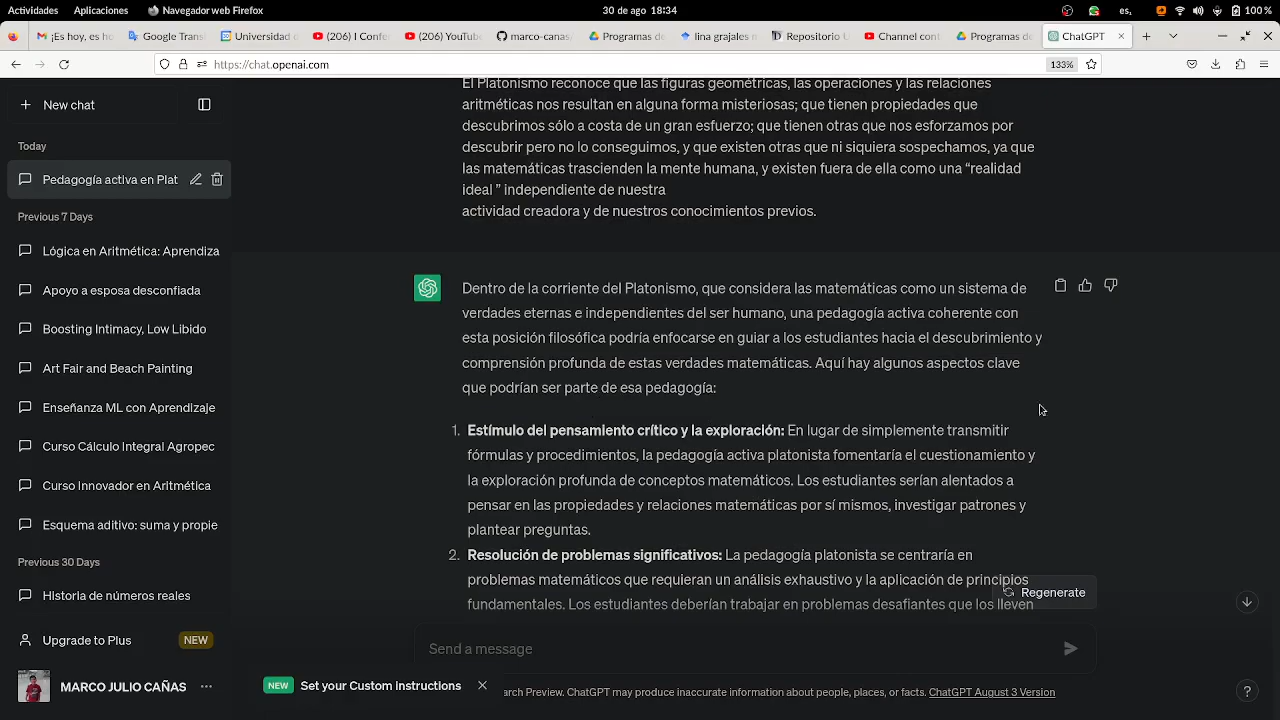 Actividades
Aplicaciones
Navegador web Firefox
30 de ago 18:34
es,
100 %
¡Es hoy, es ho
Google Trans
Universidad d
(206) I Confe
(206) YouTube
marco-canas
Programas de
lina grajales m
Repositorio U
Channel cont
Programas de
ChatGPT
https://chat.openai.com
133%
New chat
Today
Pedagogía activa en Plat
Previous 7 Days
Lógica en Aritmética: Aprendiza
Apoyo a esposa desconfiada
Boosting Intimacy, Low Libido
Art Fair and Beach Painting
Enseñanza ML con Aprendizaje
Curso Cálculo Integral Agropec
Curso Innovador en Aritmética
Esquema aditivo: suma y propie
Previous 30 Days
HIstoria de números reales
Upgrade to Plus
NEW
MARCO JULIO CAÑAS
El Platonismo reconoce que las figuras geométricas, las operaciones y las relaciones
aritméticas nos resultan en alguna forma misteriosas; que tienen propiedades que
descubrimos sólo a costa de un gran esfuerzo; que tienen otras que nos esforzamos por
descubrir pero no lo conseguimos, y que existen otras que ni siquiera sospechamos, ya que
las matemáticas trascienden la mente humana, y existen fuera de ella como una “realidad
ideal ” independiente de nuestra
actividad creadora y de nuestros conocimientos previos.
Dentro de la corriente del Platonismo, que considera las matemáticas como un sistema de
verdades eternas e independientes del ser humano, una pedagogía activa coherente con
esta posición filosófica podría enfocarse en guiar a los estudiantes hacia el descubrimiento y
comprensión profunda de estas verdades matemáticas. Aquí hay algunos aspectos clave
que podrían ser parte de esa pedagogía:
1. Estímulo del pensamiento crítico y la exploración: En lugar de simplemente transmitir
fórmulas y procedimientos, la pedagogía activa platonista fomentaría el cuestionamiento y
la exploración profunda de conceptos matemáticos. Los estudiantes serían alentados a
pensar en las propiedades y relaciones matemáticas por sí mismos, investigar patrones y
plantear preguntas.
2. Resolución de problemas significativos: La pedagogía platonista se centraría en
problemas matemáticos que requieran un análisis exhaustivo y la aplicación de principios
fundamentales. Los estudiantes deberían trabajar en problemas desafiantes que los lleven
Regenerate
Send a message
NEW
Set your Custom Instructions
arch Preview. ChatGPT may produce inaccurate information about people, places, or facts. ChatGPT August 3 Version
?